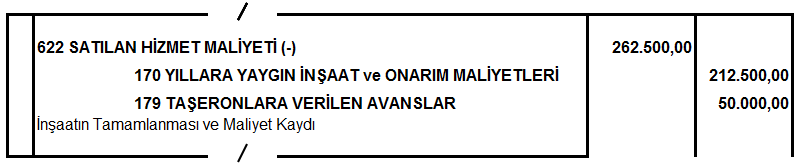 /
622 SATILAN HİZMET MALİYETİ (-) 262.500,00
170 YILLARA YAYGIN İNŞAAT ve ONARIM MALİYETLERİ 212.500,00
179 TAŞERONLARA VERİLEN AVANSLAR 50.000,00
İnşaatın Tamamlanması ve Maliyet Kaydı
/